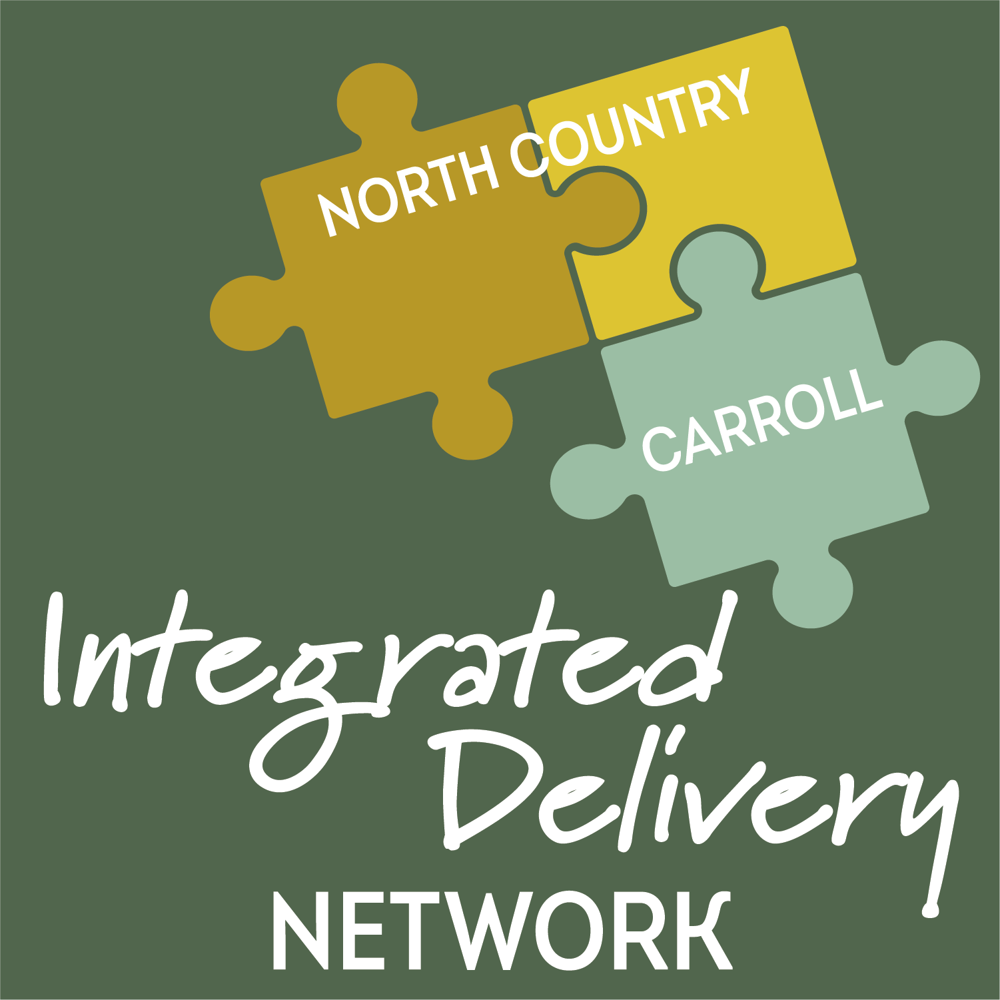 NORTH COUNTRY
CARROLL
Integrated
Delivery
NETWORK